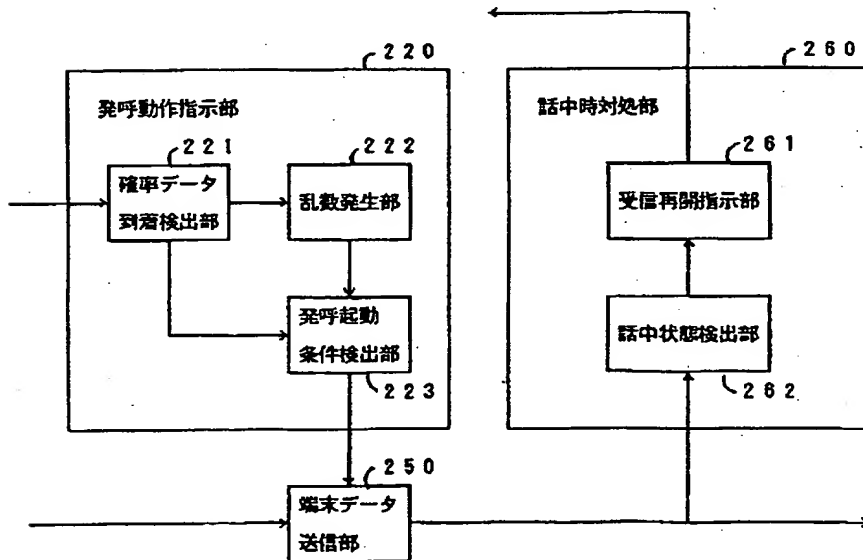 220
260
発呼動作指示部
話中時対処部
221
222
261
確率データ
到着検出部
乱数発生部
受信再開指示部
発呼起動
条件検出部
話中状態検出部
223
262
250
端末データ
送信部